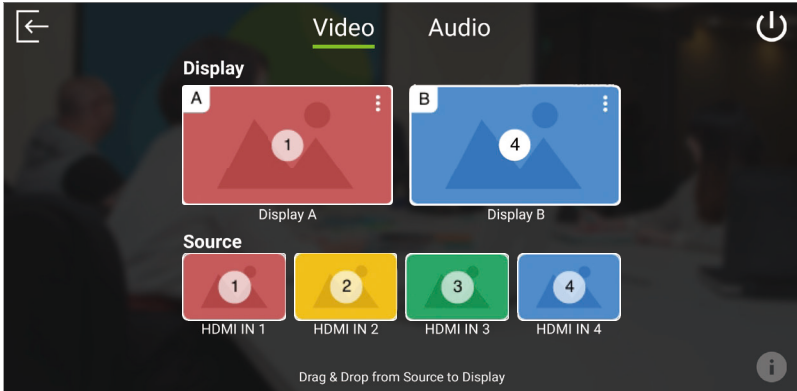 Video Audio
Display
A B
1 4
Display A Display B
Source
1 2 3 4
HDMI IN 1 HDMI IN 2 HDMI IN 3 HDMI IN 4
Drag & Drop from Source to Display
i